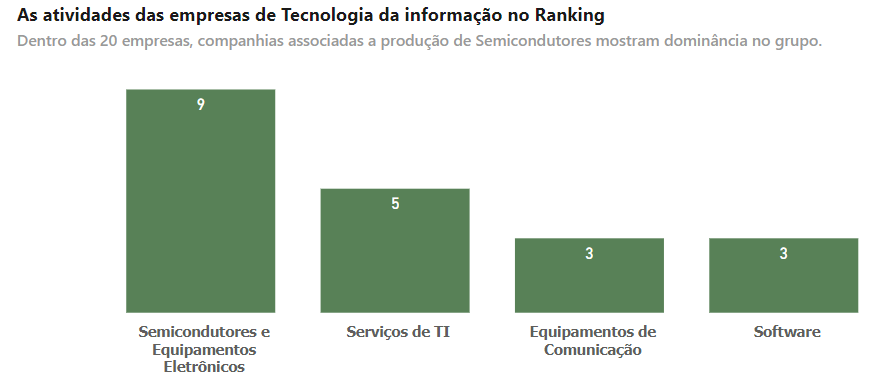 As atividades das empresas de Tecnologia da informação no Ranking
Dentro das 20 empresas, companhias associadas a produção de Semicondutores mostram dominância no grupo.
9
5
3
3
Semicondutores e
Equipamentos
Eletrônicos
Serviços de TI
Equipamentos de
Comunicação
Software